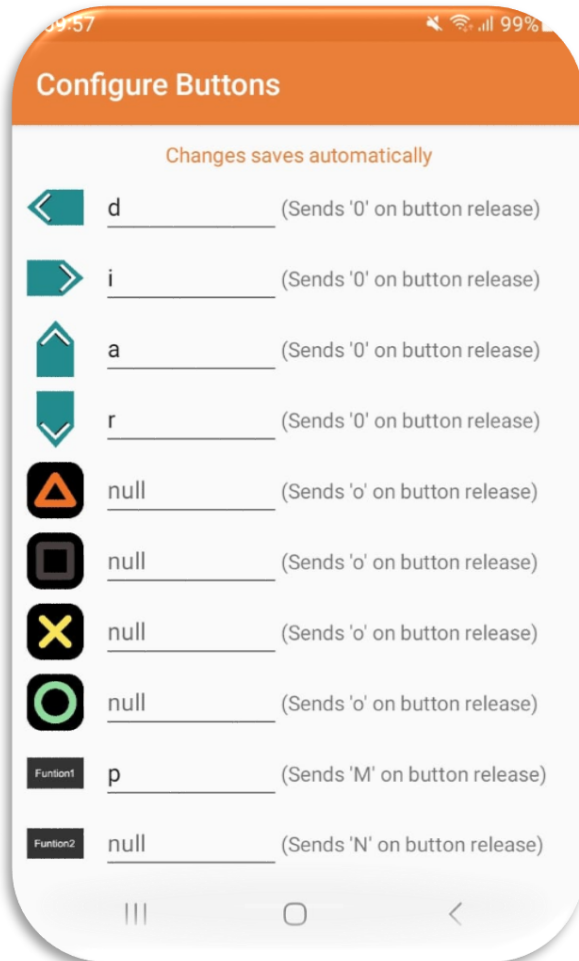 09:57 99%
Configure Buttons
Changes saves automatically
d (Sends '0' on button release)
i (Sends '0' on button release)
a (Sends '0' on button release)
r (Sends '0' on button release)
null (Sends 'o' on button release)
null (Sends 'o' on button release)
null (Sends 'o' on button release)
null (Sends 'o' on button release)
Funtion1 p (Sends 'M' on button release)
Funtion2 null (Sends 'N' on button release)